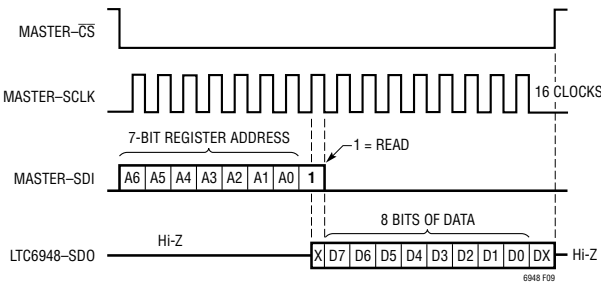 MASTER–CS
MASTER–SCLK
16 CLOCKS
7-BIT REGISTER ADDRESS
1 = READ
MASTER–SDI
A6 A5 A4 A3 A2 A1 A0 1
8 BITS OF DATA
Hi-Z
LTC6948–SDO
X D7 D6 D5 D4 D3 D2 D1 D0 DX
Hi-Z
6948 F09